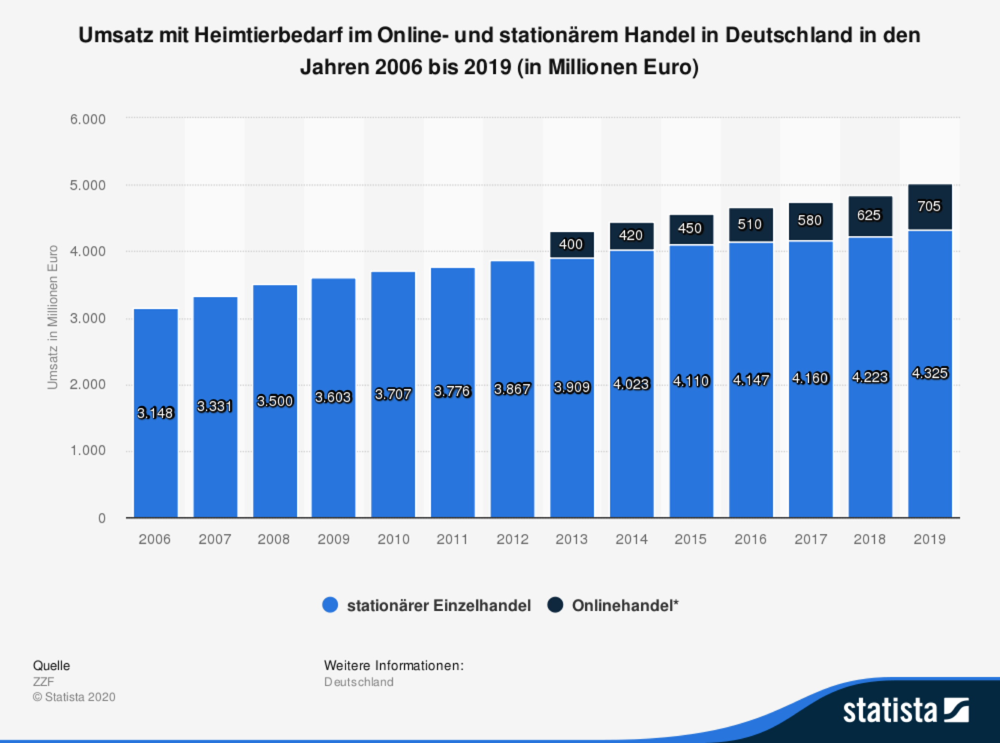 Umsatz mit Heimtierbedarf im Online- und stationärem Handel in Deutschland in den
Jahren 2006 bis 2019 (in Millionen Euro)
Umsatz in Millionen Euro
6.000
5.000
4.000
3.000
2.000
1.000
0
400
420
450
510
580
625
705
3.148
3.331
3.500
3.603
3.707
3.776
3.867
3.909
4.023
4.110
4.147
4.160
4.223
4.325
2006 2007 2008 2009 2010 2011 2012 2013 2014 2015 2016 2017 2018 2019
stationärer Einzelhandel Onlinehandel*
Quelle
ZZF
© Statista 2020
Weitere Informationen:
Deutschland
statista